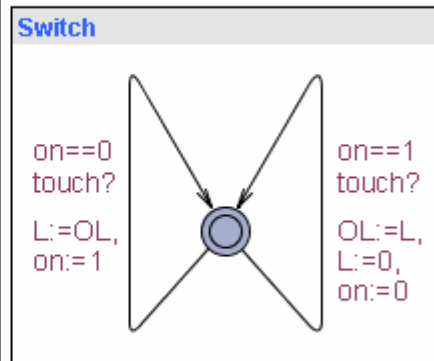 Switch
on==0
touch?
L:=OL,
on:=1
on==1
touch?
OL:=L,
L:=0,
on:=0